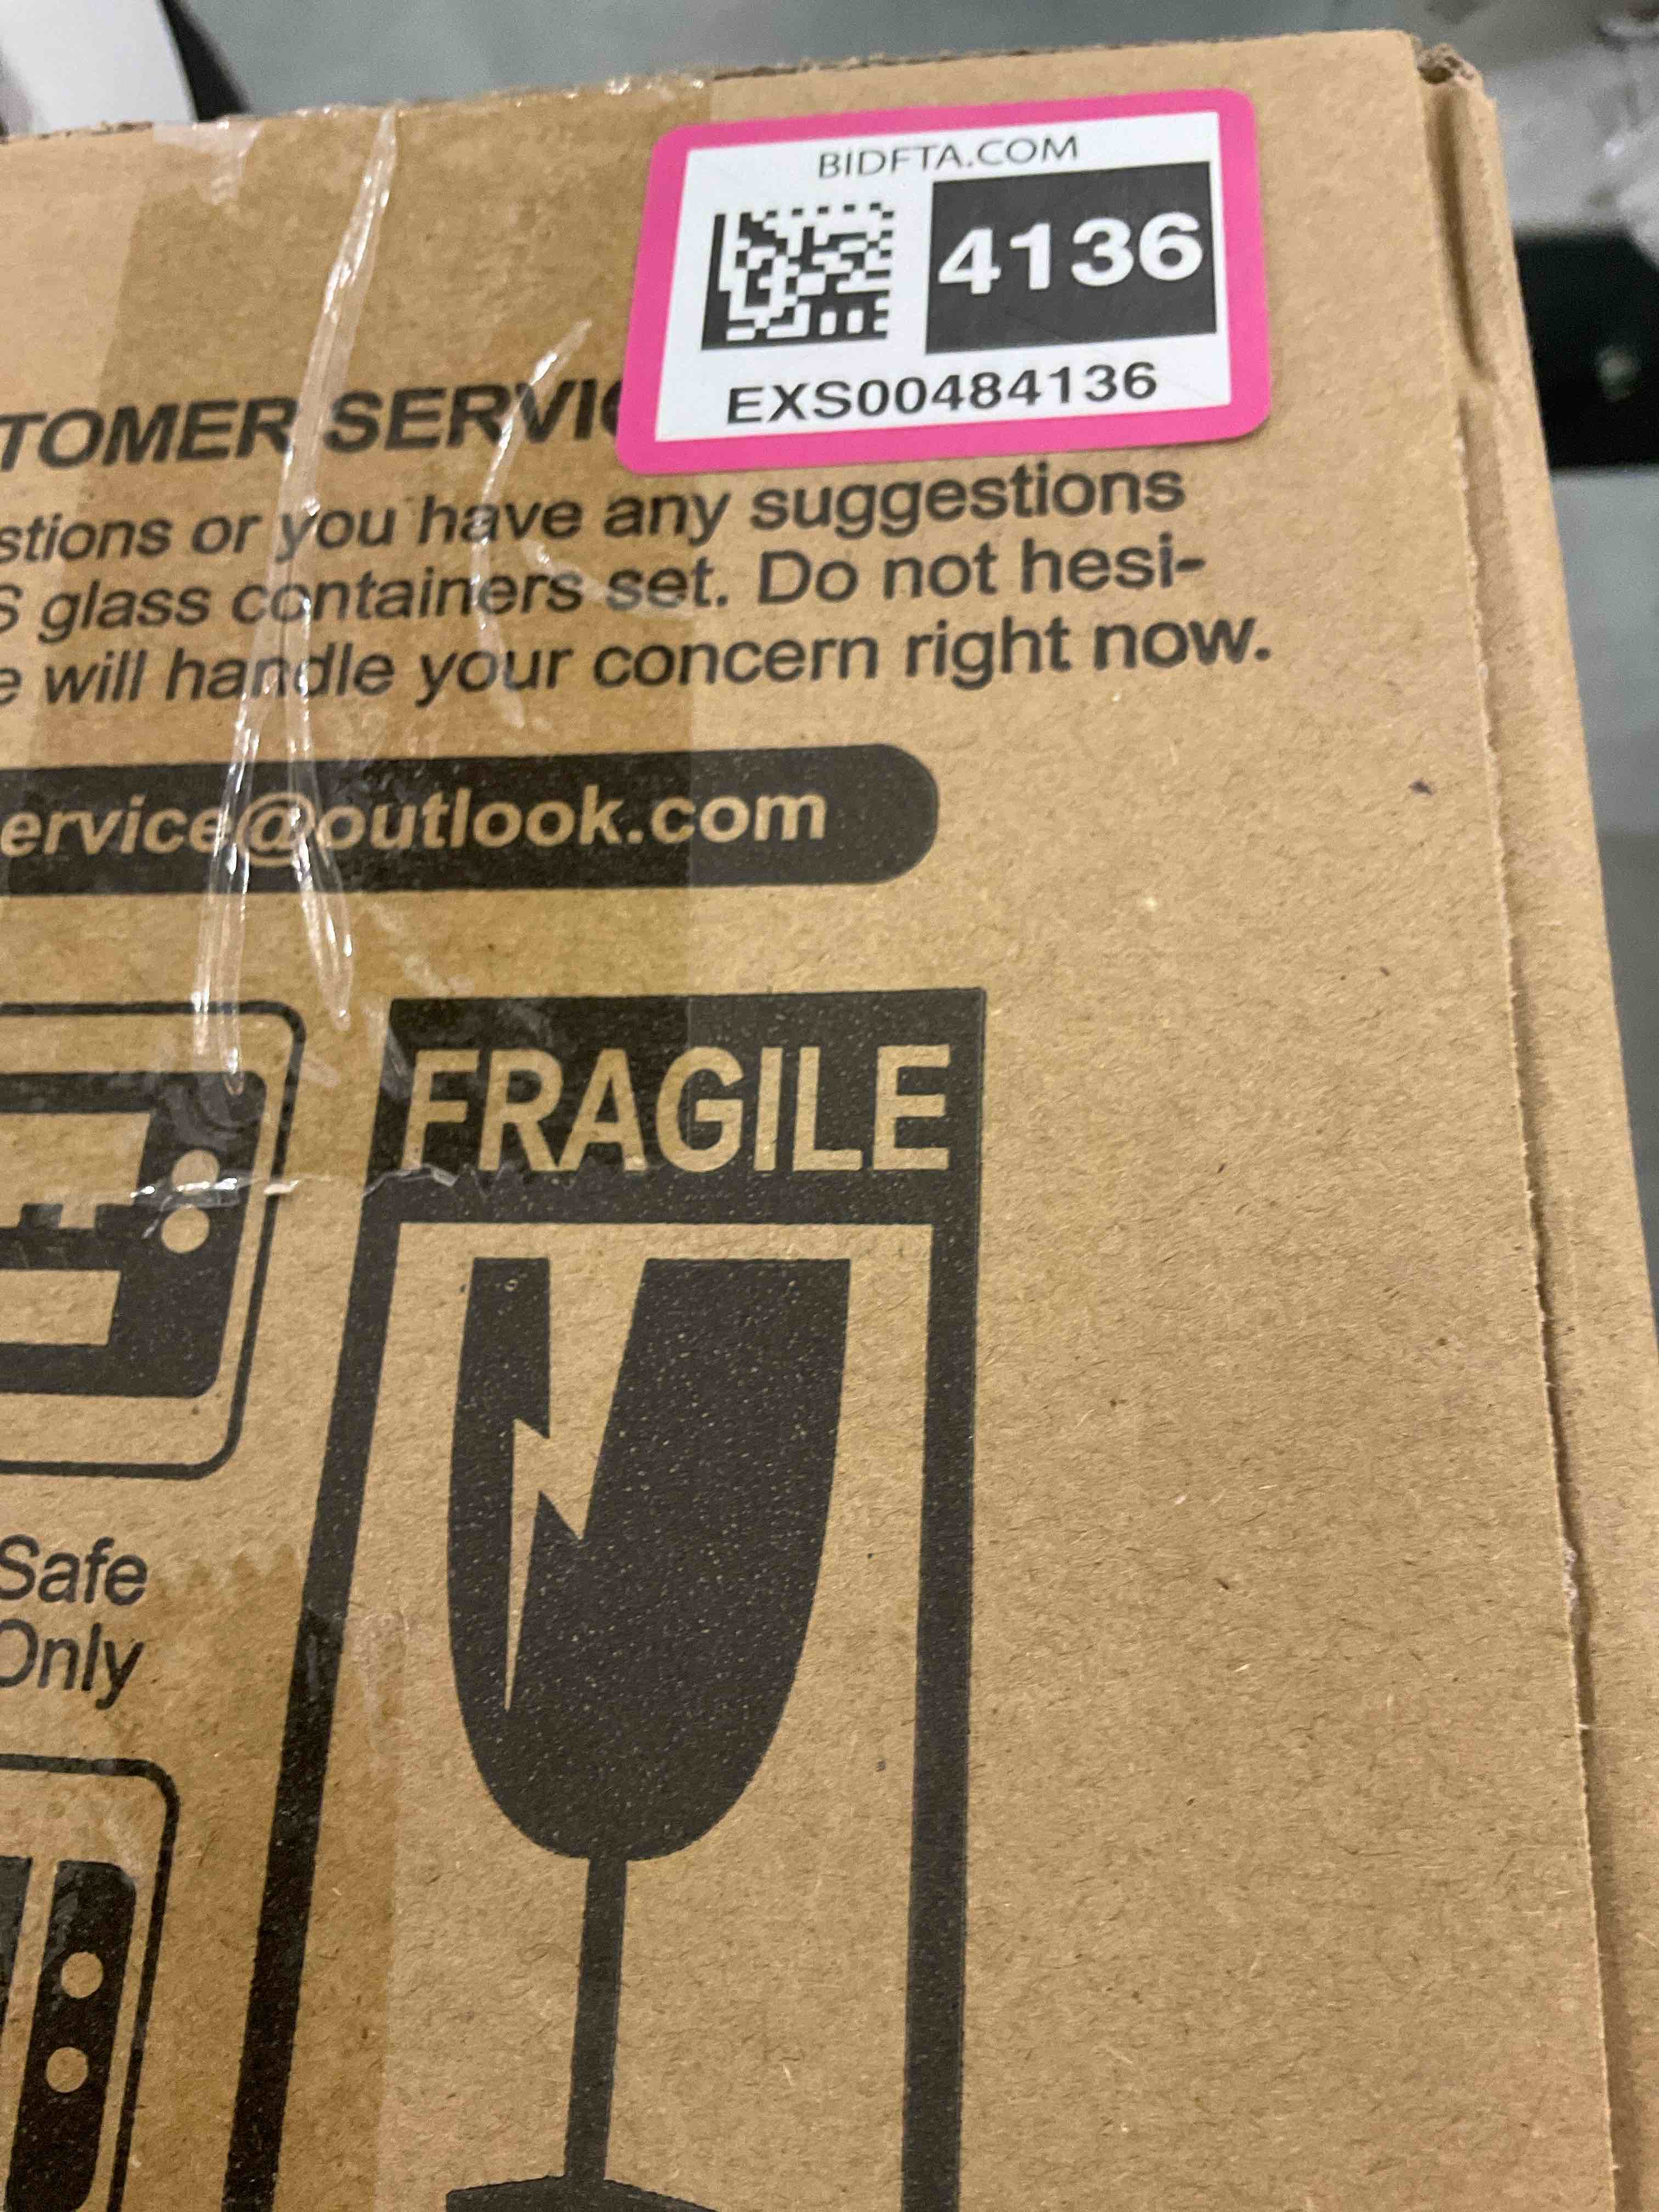 BIDFTA.COM
4136
EXS00484136
TOMER SERVIC
stions or you have any suggestions
S glass containers set. Do not hesi-
e will handle your concern right now.
ervice@outlook.com
FRAGILE
Safe
Only